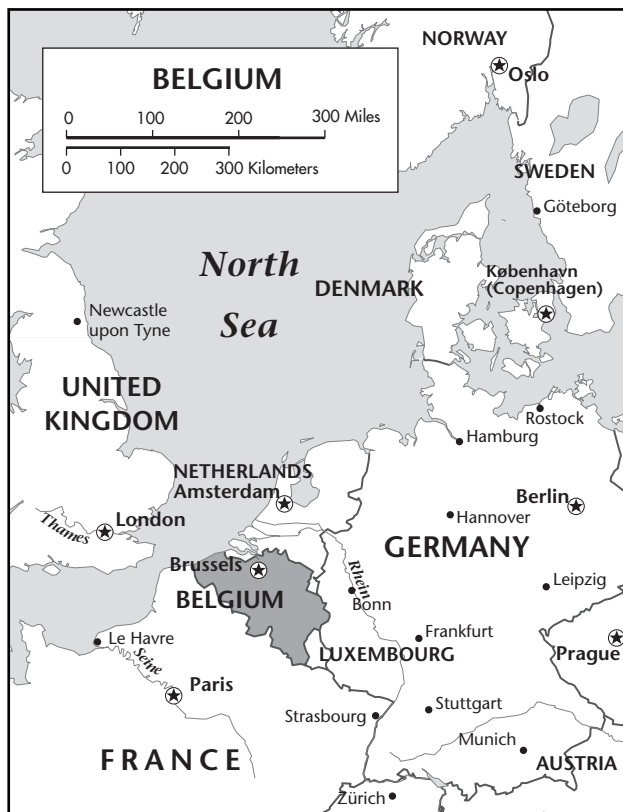 BELGIUM
0 100 200 300 Miles
0 100 200 300 Kilometers
NORWAY
Oslo
SWEDEN
Göteborg
North
Sea
DENMARK
København
(Copenhagen)
Newcastle
upon Tyne
UNITED
KINGDOM
Rostock
Hamburg
NETHERLANDS
Amsterdam
Berlin
Thames
London
Hannover
GERMANY
Brussels
BELGIUM
Rhein
Bonn
Leipzig
Le Havre
Seine
Frankfurt
LUXEMBOURG
Prague
Paris
Strasbourg
Stuttgart
Munich
FRANCE
AUSTRIA
Zürich